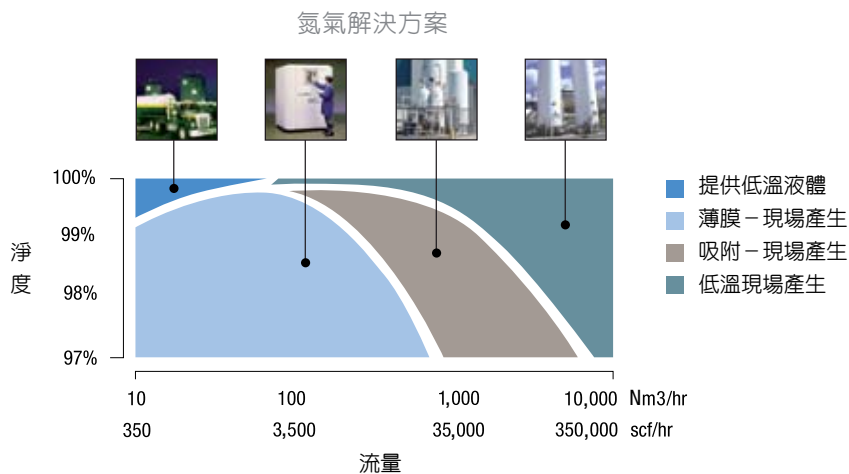 氮氣解決方案
100%
99%
98%
97%
淨度
提供低溫液體
薄膜－現場產生
吸附－現場產生
低溫現場產生
10 100 1,000 10,000 Nm3/hr
350 3,500 35,000 350,000 scf/hr
流量